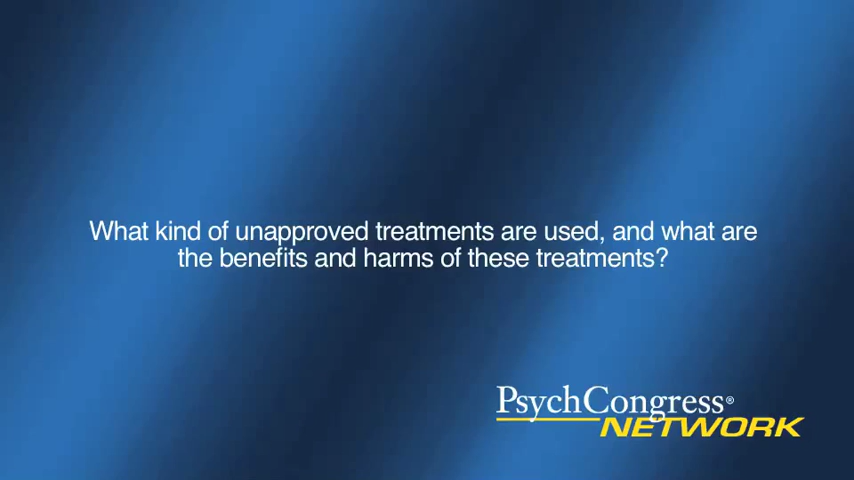 What kind of unapproved treatments are used, and what are
the benefits and harms of these treatments?
PsychCongress®
NETWORK